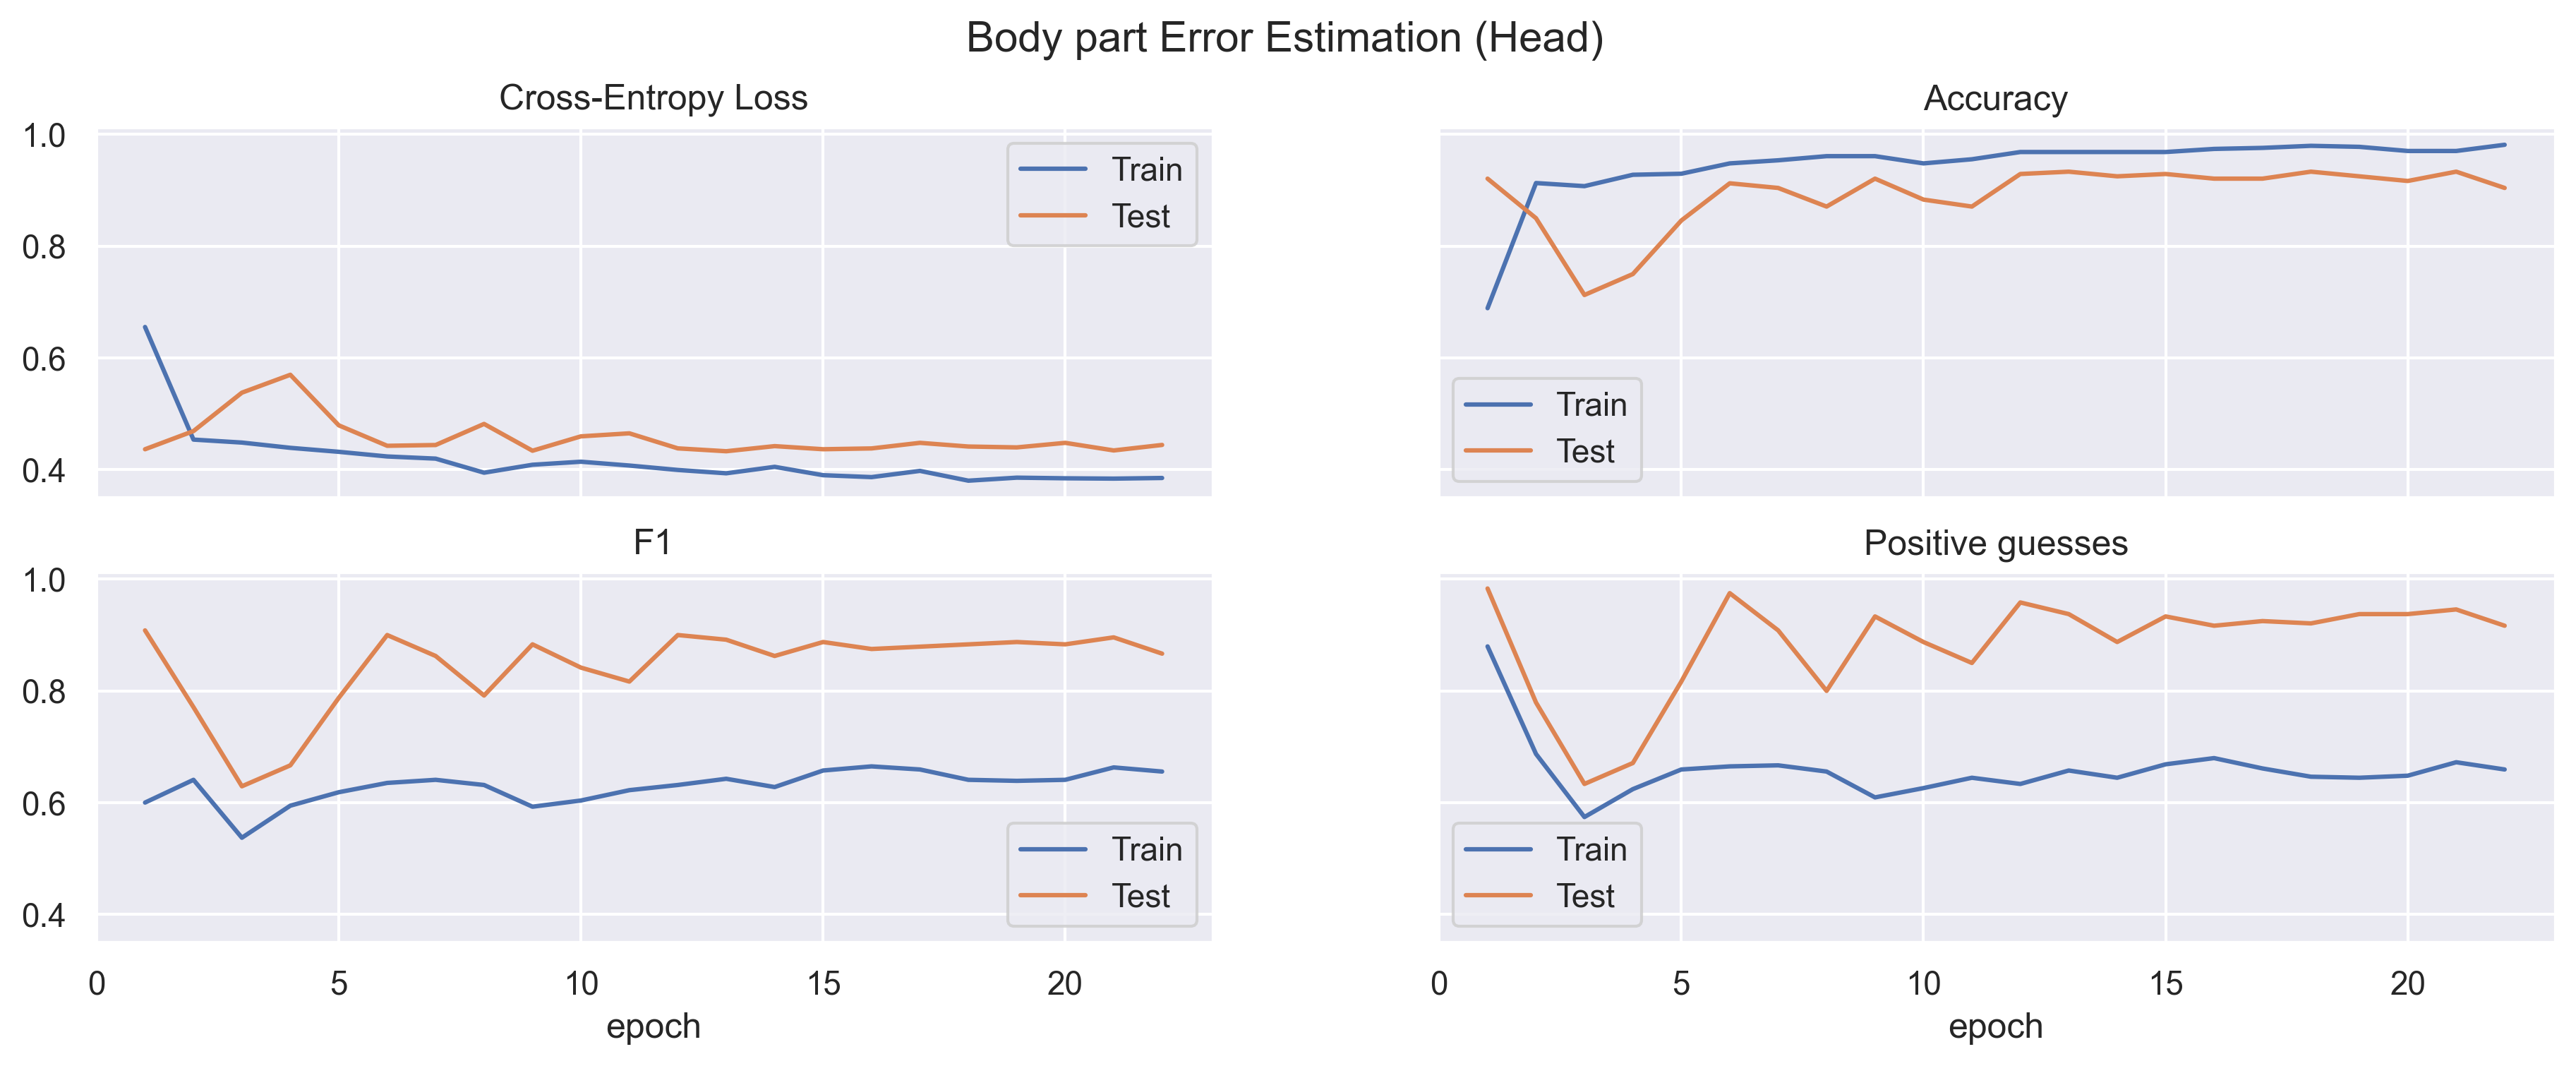 Body part Error Estimation (Head)
Cross-Entropy Loss
1.0
0.8
0.6
0.4
Train
Test
Accuracy
Train
Test
F1
1.0
0.8
0.6
0.4
Train
Test
0 5 10 15 20
epoch
Positive guesses
Train
Test
0 5 10 15 20
epoch